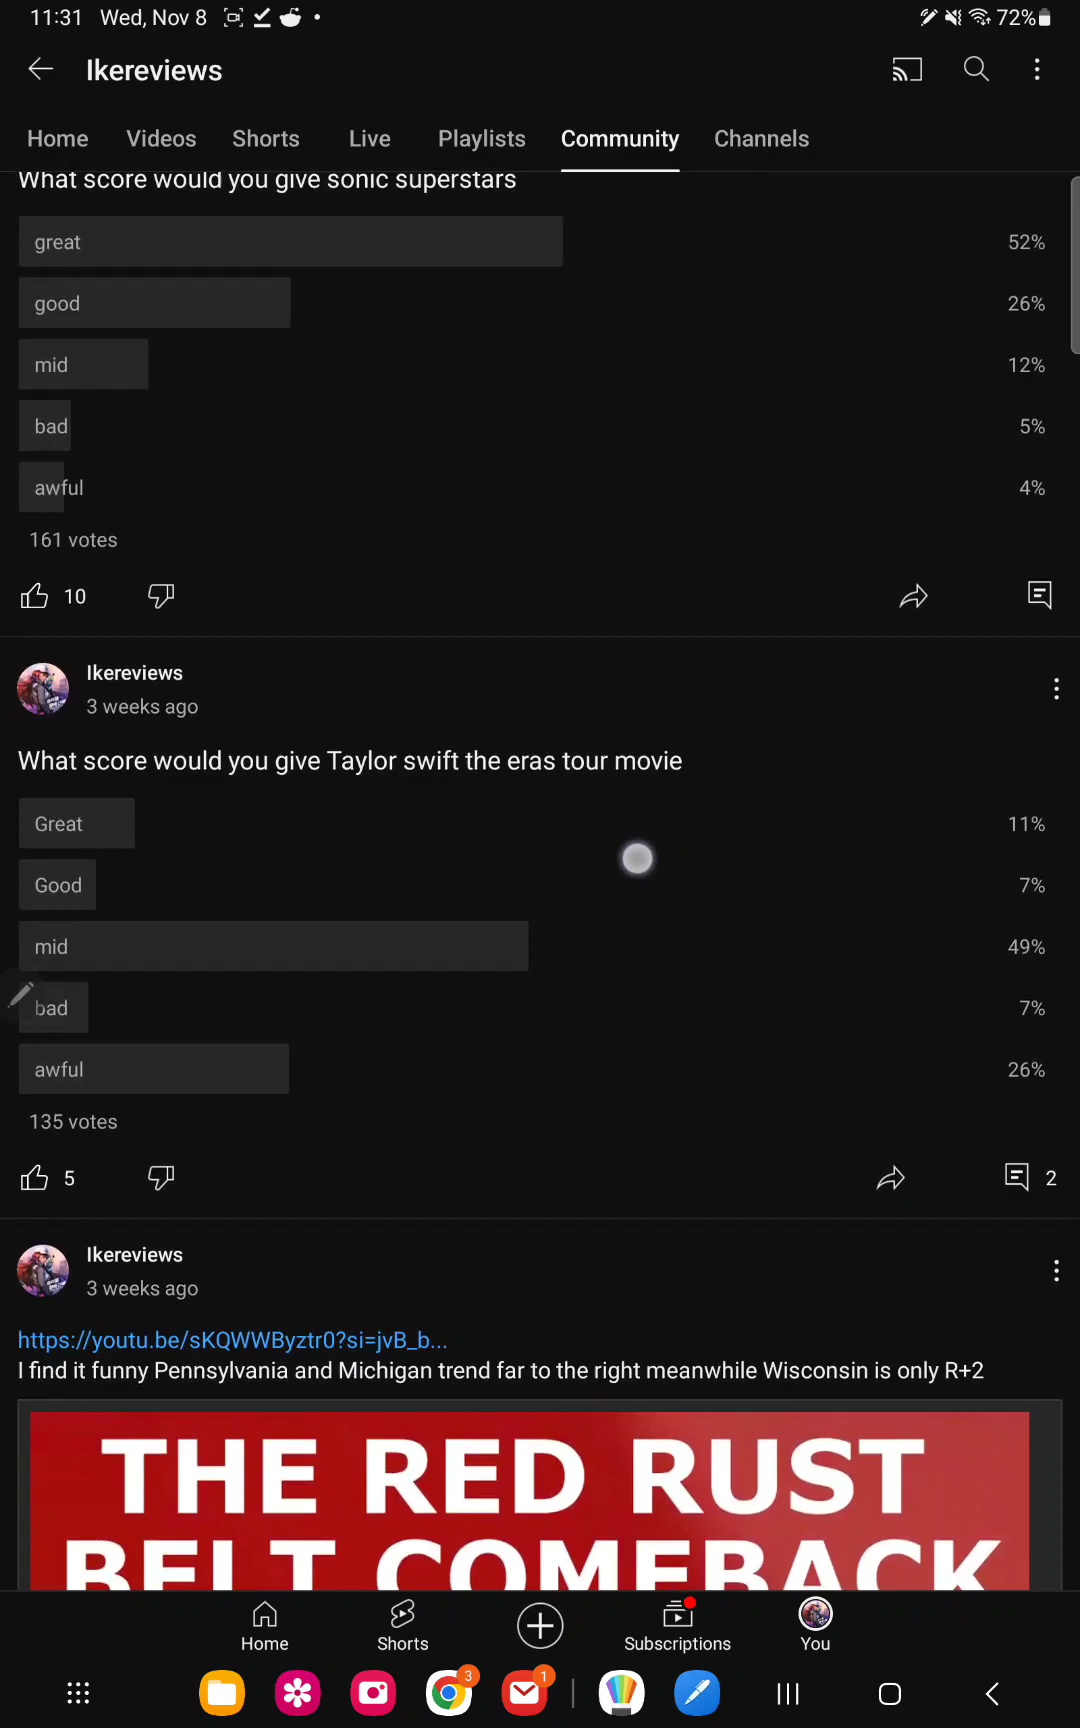 11:31 Wed, Nov 8
72%
Ikereviews
Home Videos Shorts Live Playlists Community Channels
What score would you give sonic superstars
great 52%
good 26%
mid 12%
bad 5%
awful 4%
161 votes
10
Ikereviews
3 weeks ago
What score would you give Taylor swift the eras tour movie
Great 11%
Good 7%
mid 49%
bad 7%
awful 26%
135 votes
5 2
Ikereviews
3 weeks ago
https://youtu.be/sKQWWByztr0?si=jvB_b...
I find it funny Pennsylvania and Michigan trend far to the right meanwhile Wisconsin is only R+2
THE RED RUST
BELT COMEBACK
Home Shorts Subscriptions You
3 1